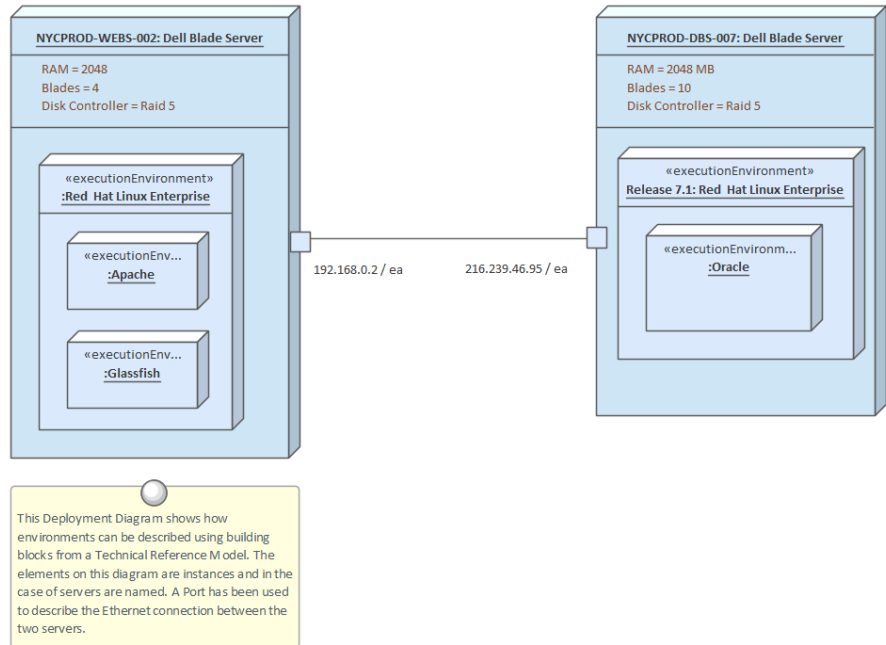 NYCPROD-WEBS-002: Dell Blade Server
RAM = 2048
Blades = 4
Disk Controller = Raid 5
«executionEnvironment»
:Red Hat Linux Enterprise
«executionEnv...
:Apache
«executionEnv...
:Glassfish
192.168.0.2 / ea
216.239.46.95 / ea
NYCPROD-DBS-007: Dell Blade Server
RAM = 2048 MB
Blades = 10
Disk Controller = Raid 5
«executionEnvironment»
Release 7.1: Red Hat Linux Enterprise
«executionEnvironm...
:Oracle
This Deployment Diagram shows how
environments can be described using building
blocks from a Technical Reference Model. The
elements on this diagram are instances and in the
case of servers are named. A Port has been used
to describe the Ethernet connection between the
two servers.